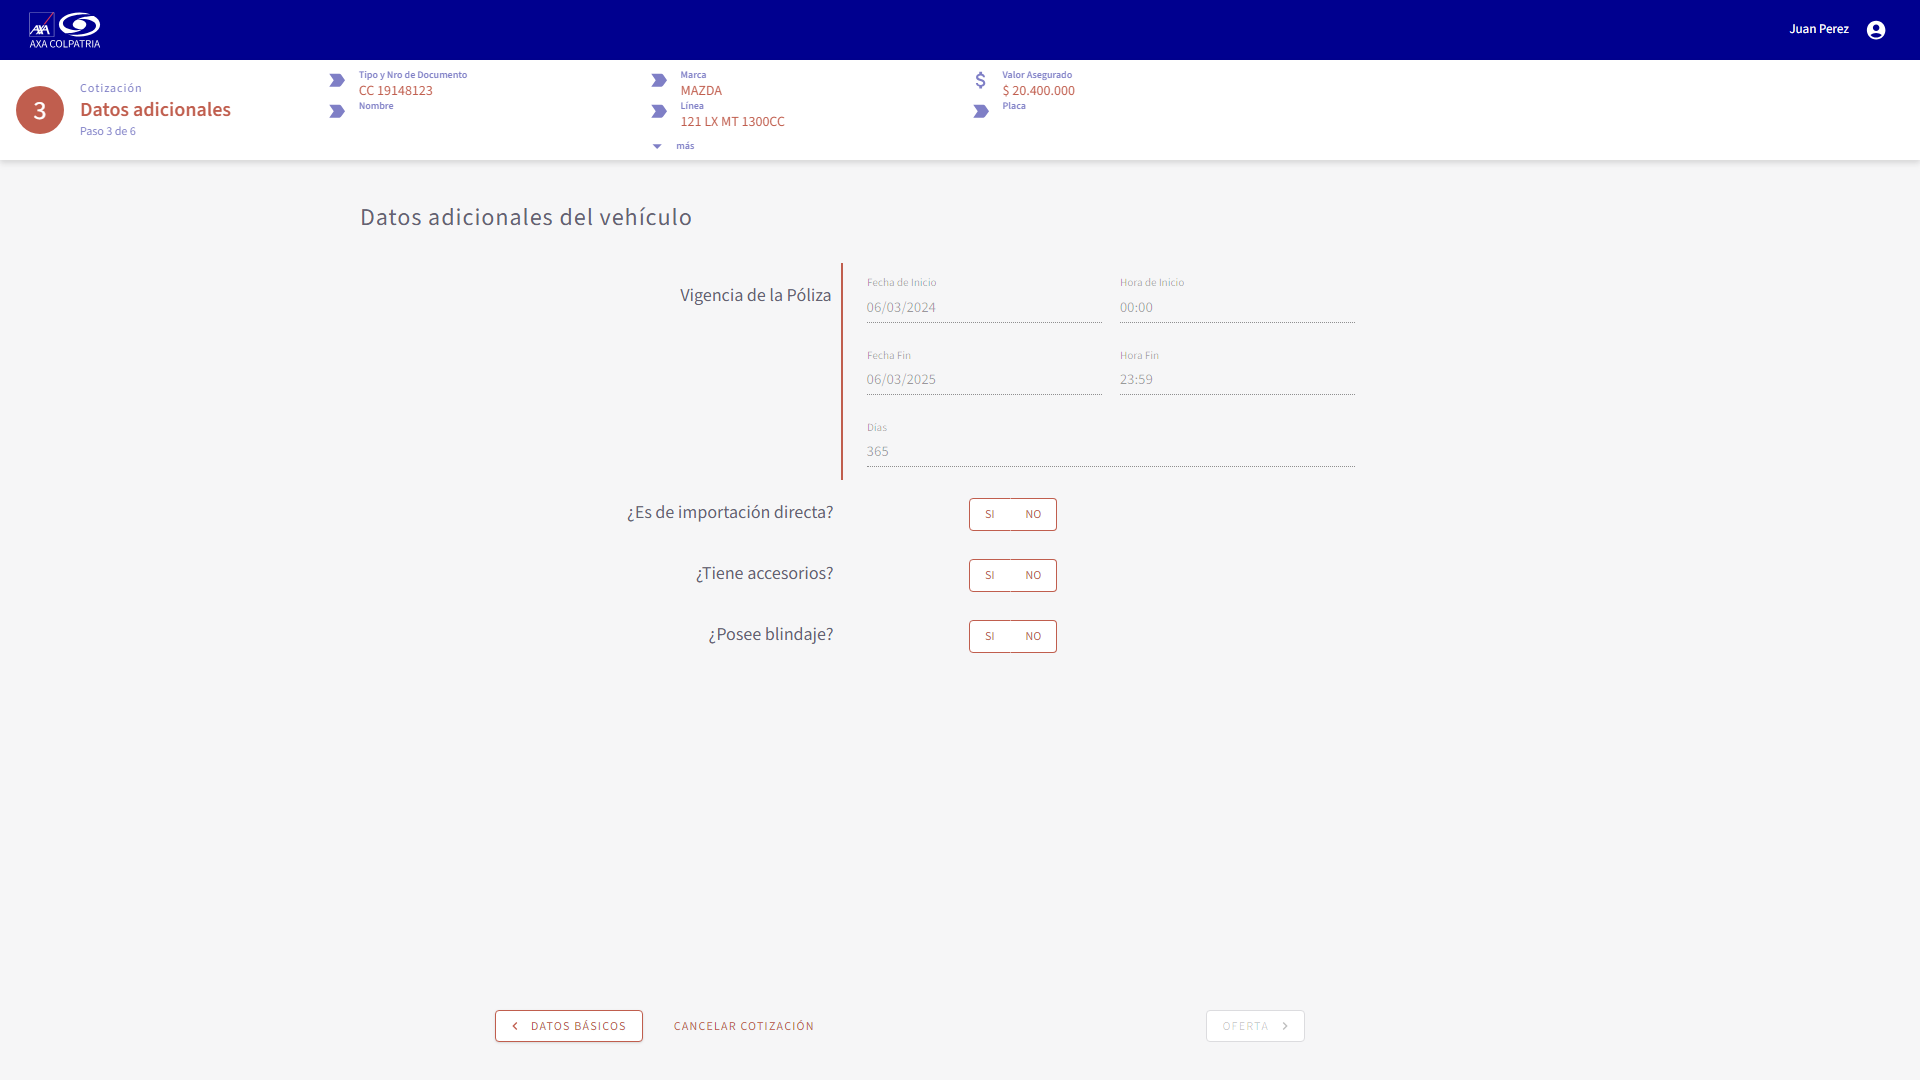 AXA
AXA COLPATRIA
Juan Perez
3
Cotización
Datos adicionales
Paso 3 de 6
Tipo y Nro de Documento
CC 19148123
Nombre
Marca
MAZDA
Línea
121 LX MT 1300CC
más
Valor Asegurado
$ 20.400.000
Placa
Datos adicionales del vehículo
Vigencia de la Póliza
Fecha de Inicio
06/03/2024
Hora de Inicio
00:00
Fecha Fin
06/03/2025
Hora Fin
23:59
Días
365
¿Es de importación directa?
SI NO
¿Tiene accesorios?
SI NO
¿Posee blindaje?
SI NO
DATOS BÁSICOS
CANCELAR COTIZACIÓN
OFERTA